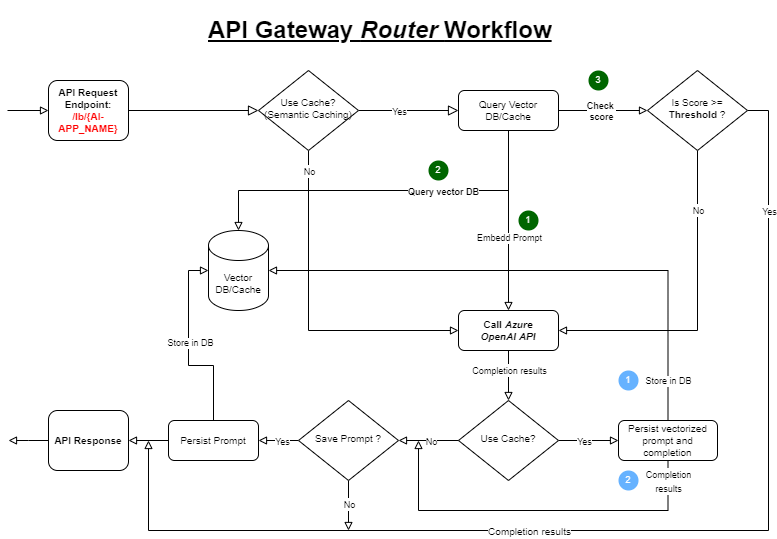 API Gateway Router Workflow
API Request
Endpoint:
/lb/{AI-
APP_NAME}
Use Cache?
(Semantic Caching)
Yes
Query Vector
DB/Cache
3
Check
score
Is Score >=
Threshold ?
No
2
Query vector DB
No
Yes
1
Embedd Prompt
Vector
DB/Cache
Call Azure
OpenAI API
Store in DB
Completion results
1
Store in DB
API Response
Persist Prompt
Yes
Save Prompt ?
No
Use Cache?
Yes
Persist vectorized
prompt and
completion
2
Completion
results
No
Completion results